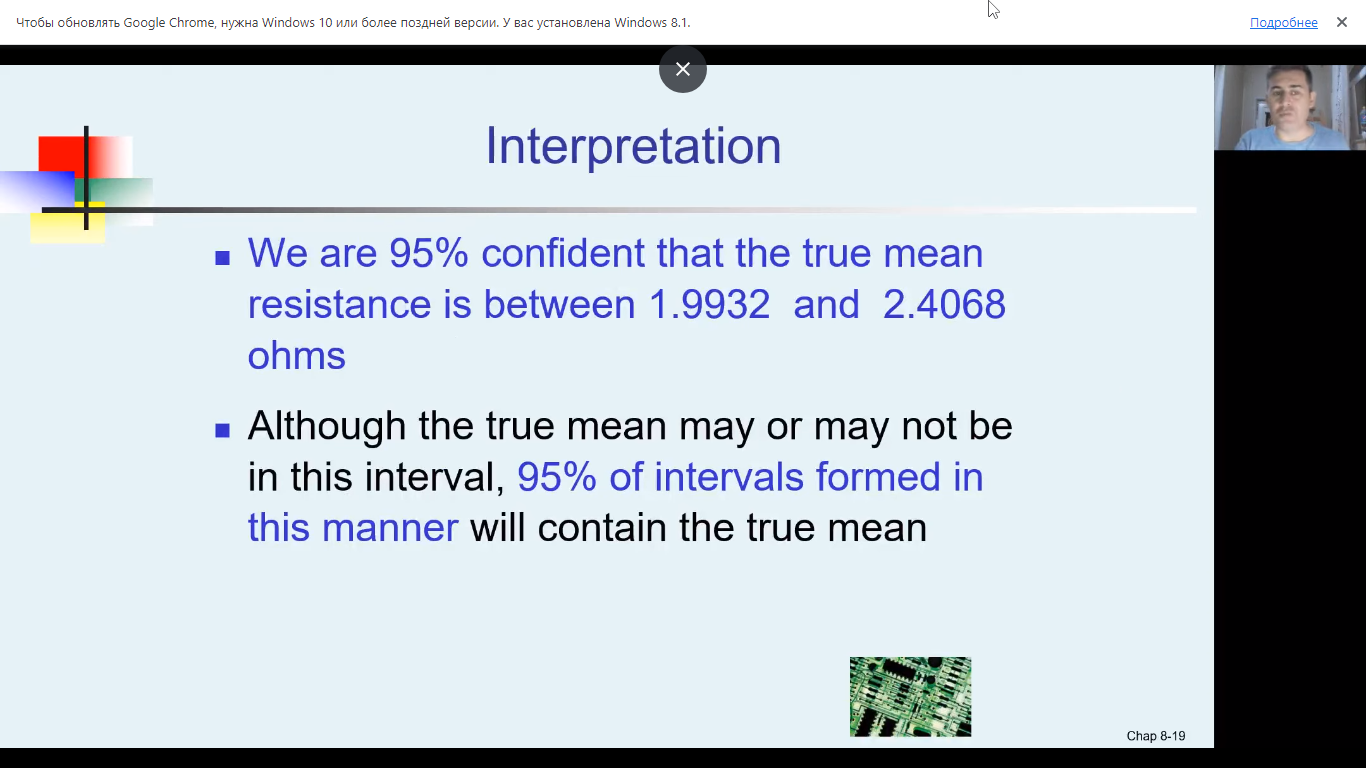 Чтобы обновлять Google Chrome, нужна Windows 10 или более поздней версии. У вас установлена Windows 8.1.
Подробнее
Interpretation
We are 95% confident that the true mean
resistance is between 1.9932 and 2.4068
ohms
Although the true mean may or may not be
in this interval, 95% of intervals formed in
this manner will contain the true mean
Chap 8-19